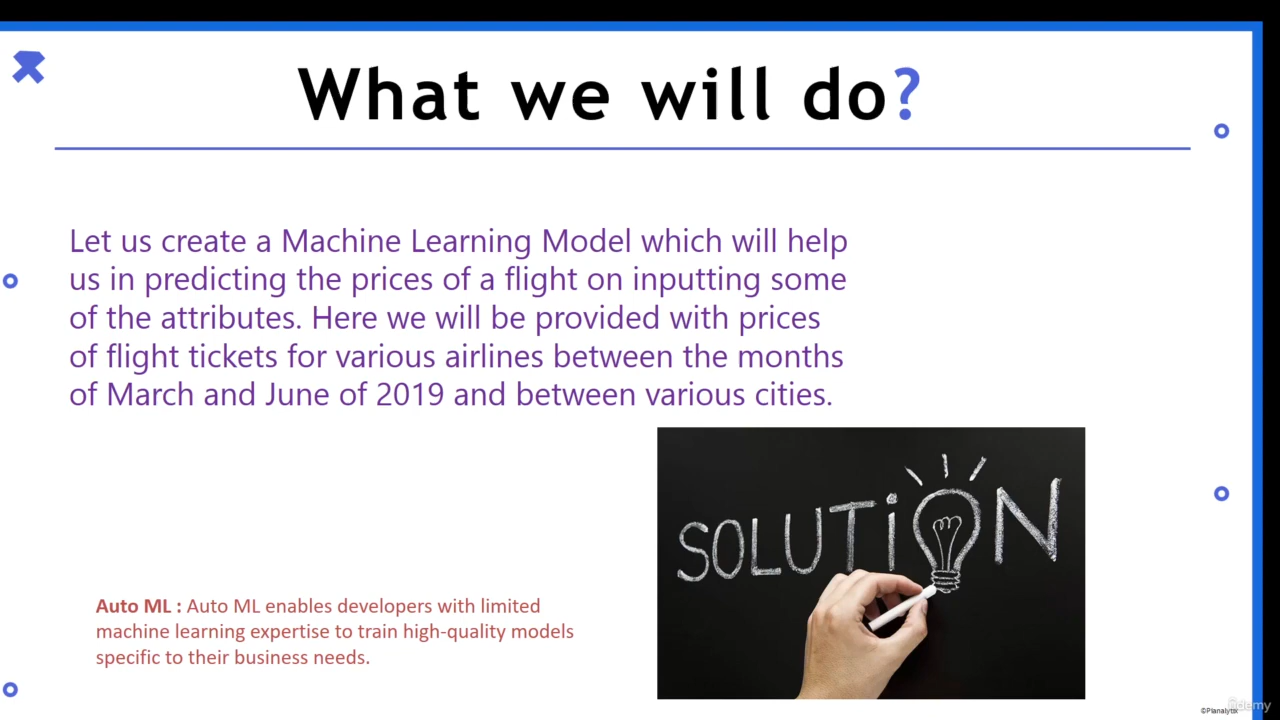 What we will do?
Let us create a Machine Learning Model which will help
us in predicting the prices of a flight on inputting some
of the attributes. Here we will be provided with prices
of flight tickets for various airlines between the months
of March and June of 2019 and between various cities.
SOLUTiON
Auto ML : Auto ML enables developers with limited
machine learning expertise to train high-quality models
specific to their business needs.
ûdemy